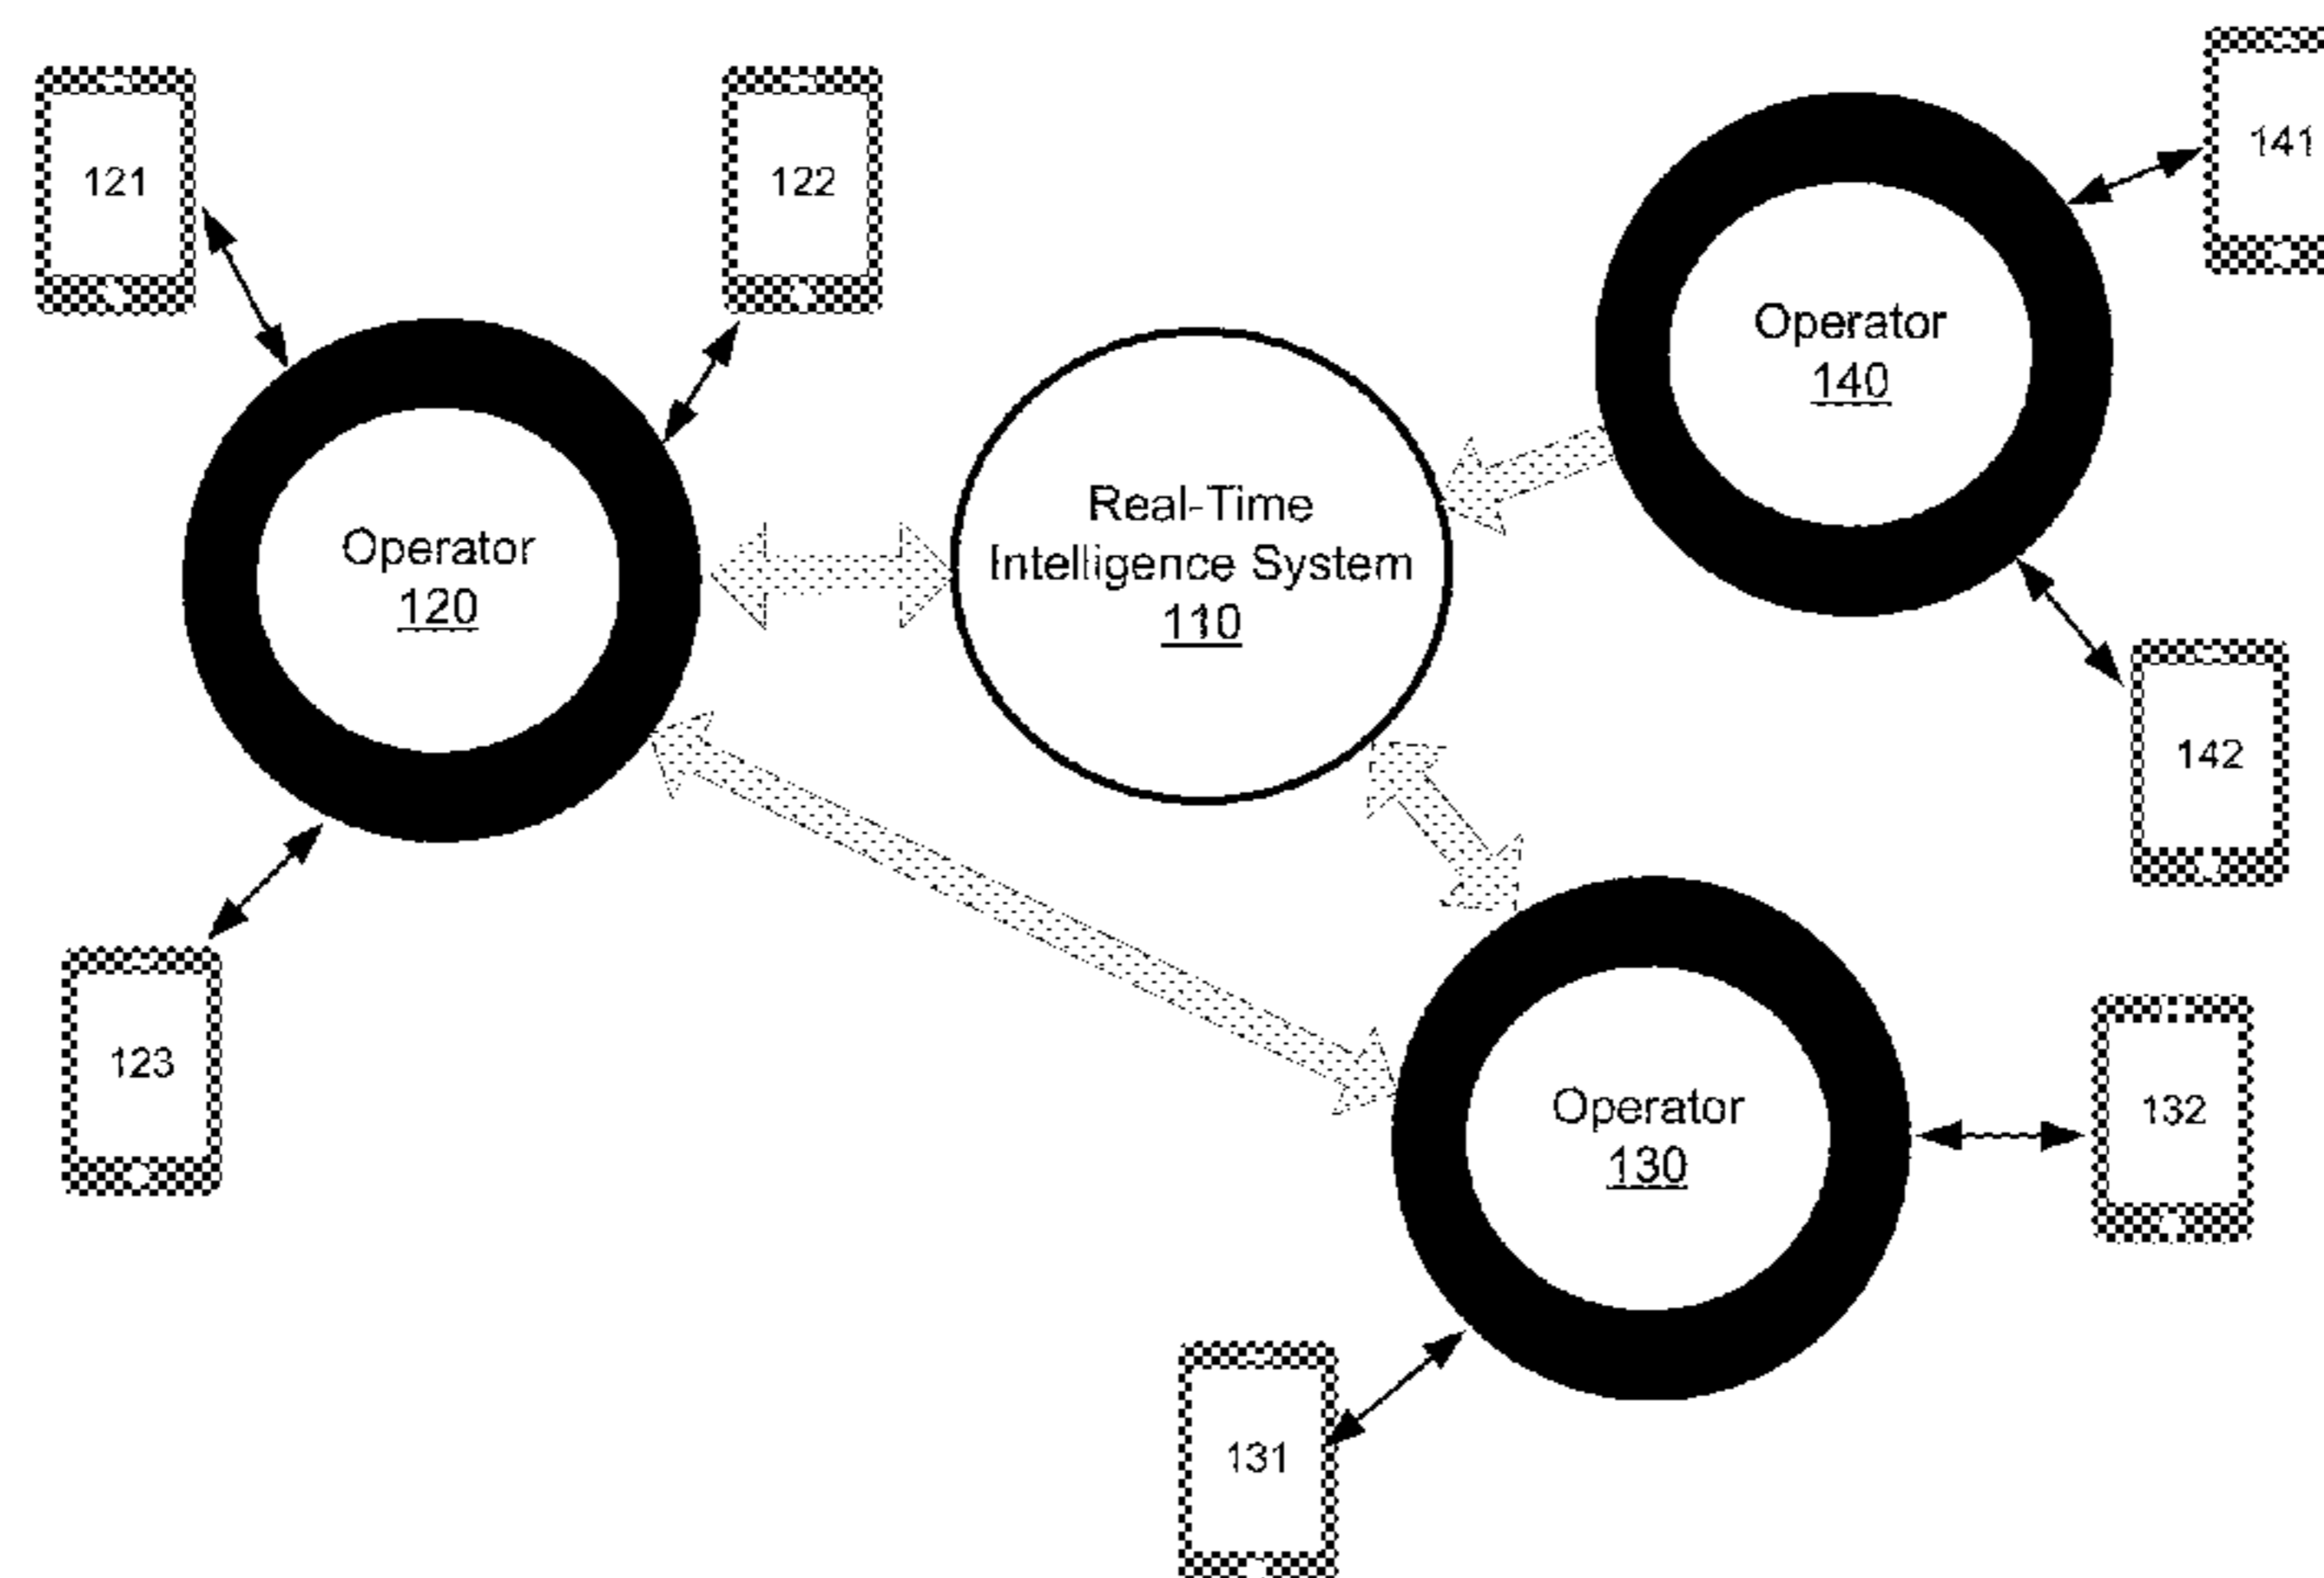 121
122
141
Operator
140
Real-Time
Intelligence System
110
Operator
120
142
123
132
Operator
130
131